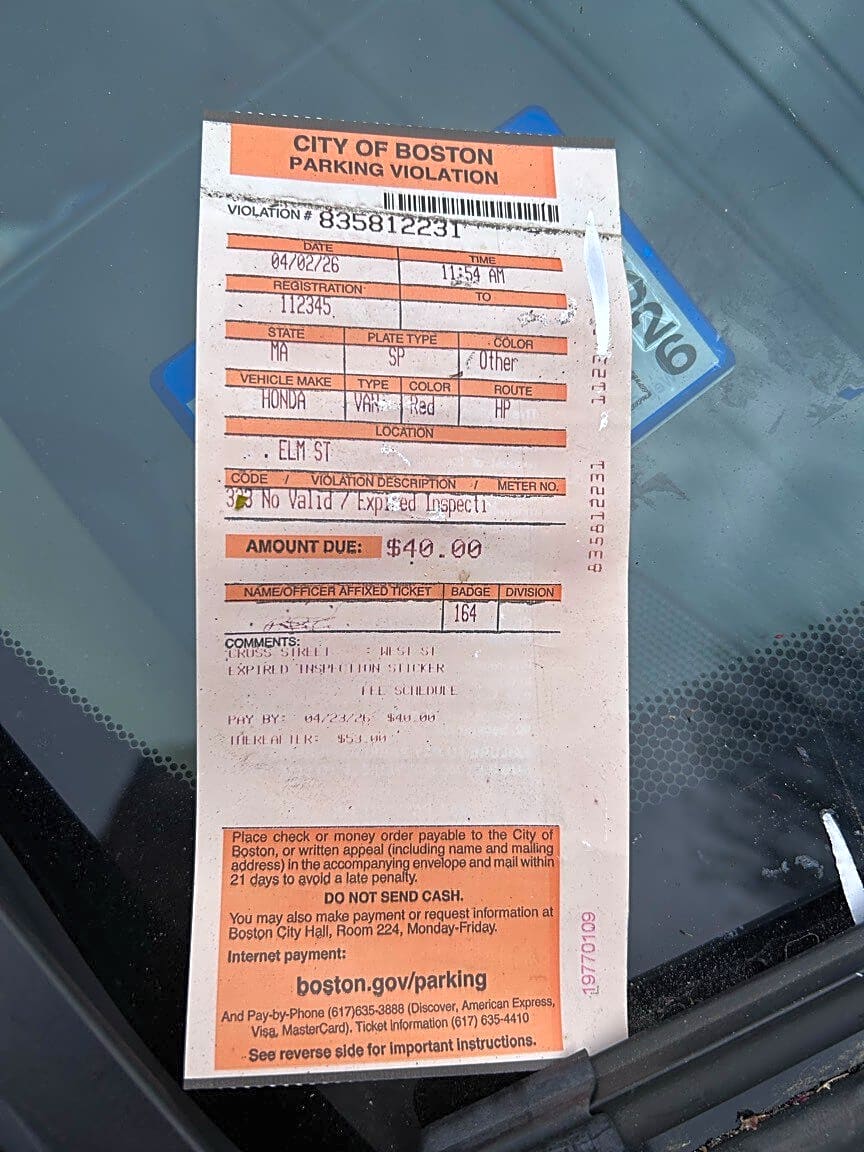 CITY OF BOSTON
PARKING VIOLATION
VIOLATION # 835812231
DATE TIME
04/02/26 11:54 AM
REGISTRATION TO
112345
STATE PLATE TYPE COLOR
MA SP Other
VEHICLE MAKE TYPE COLOR ROUTE
HONDA VAN Red HP
LOCATION
ELM ST
CODE / VIOLATION DESCRIPTION / METER NO.
No Valid / Expired Inspecti
AMOUNT DUE: $40.00
NAME/OFFICER AFFIXED TICKET BADGE DIVISION
164
COMMENTS:
CROSS STREET : WEST ST
EXPIRED INSPECTION STICKER
FEE SCHEDULE
PAY BY: 04/23/26 $40.00
THEREAFTER: $53.00
Place check or money order payable to the City of
Boston, or written appeal (including name and mailing
address) in the accompanying envelope and mail within
21 days to avoid a late penalty.
DO NOT SEND CASH.
You may also make payment or request information at
Boston City Hall, Room 224, Monday-Friday.
Internet payment:
boston.gov/parking
And Pay-by-Phone (617)635-3888 (Discover, American Express,
Visa, MasterCard). Ticket Information (617) 635-4410
See reverse side for important instructions.
835812231
19770109